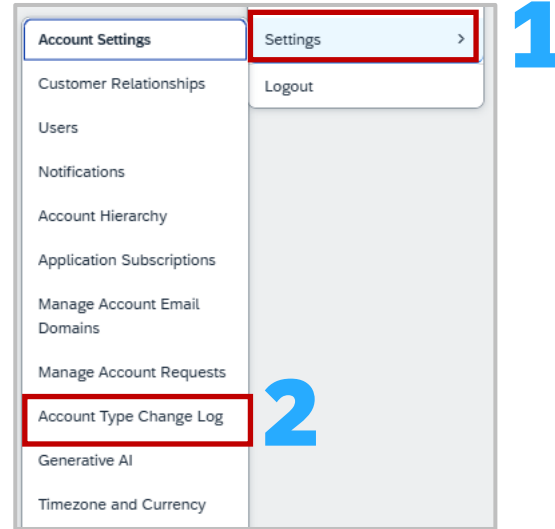 Settings >
1
Logout
Account Settings
Customer Relationships
Users
Notifications
Account Hierarchy
Application Subscriptions
Manage Account Email
Domains
Manage Account Requests
Account Type Change Log
2
Generative AI
Timezone and Currency